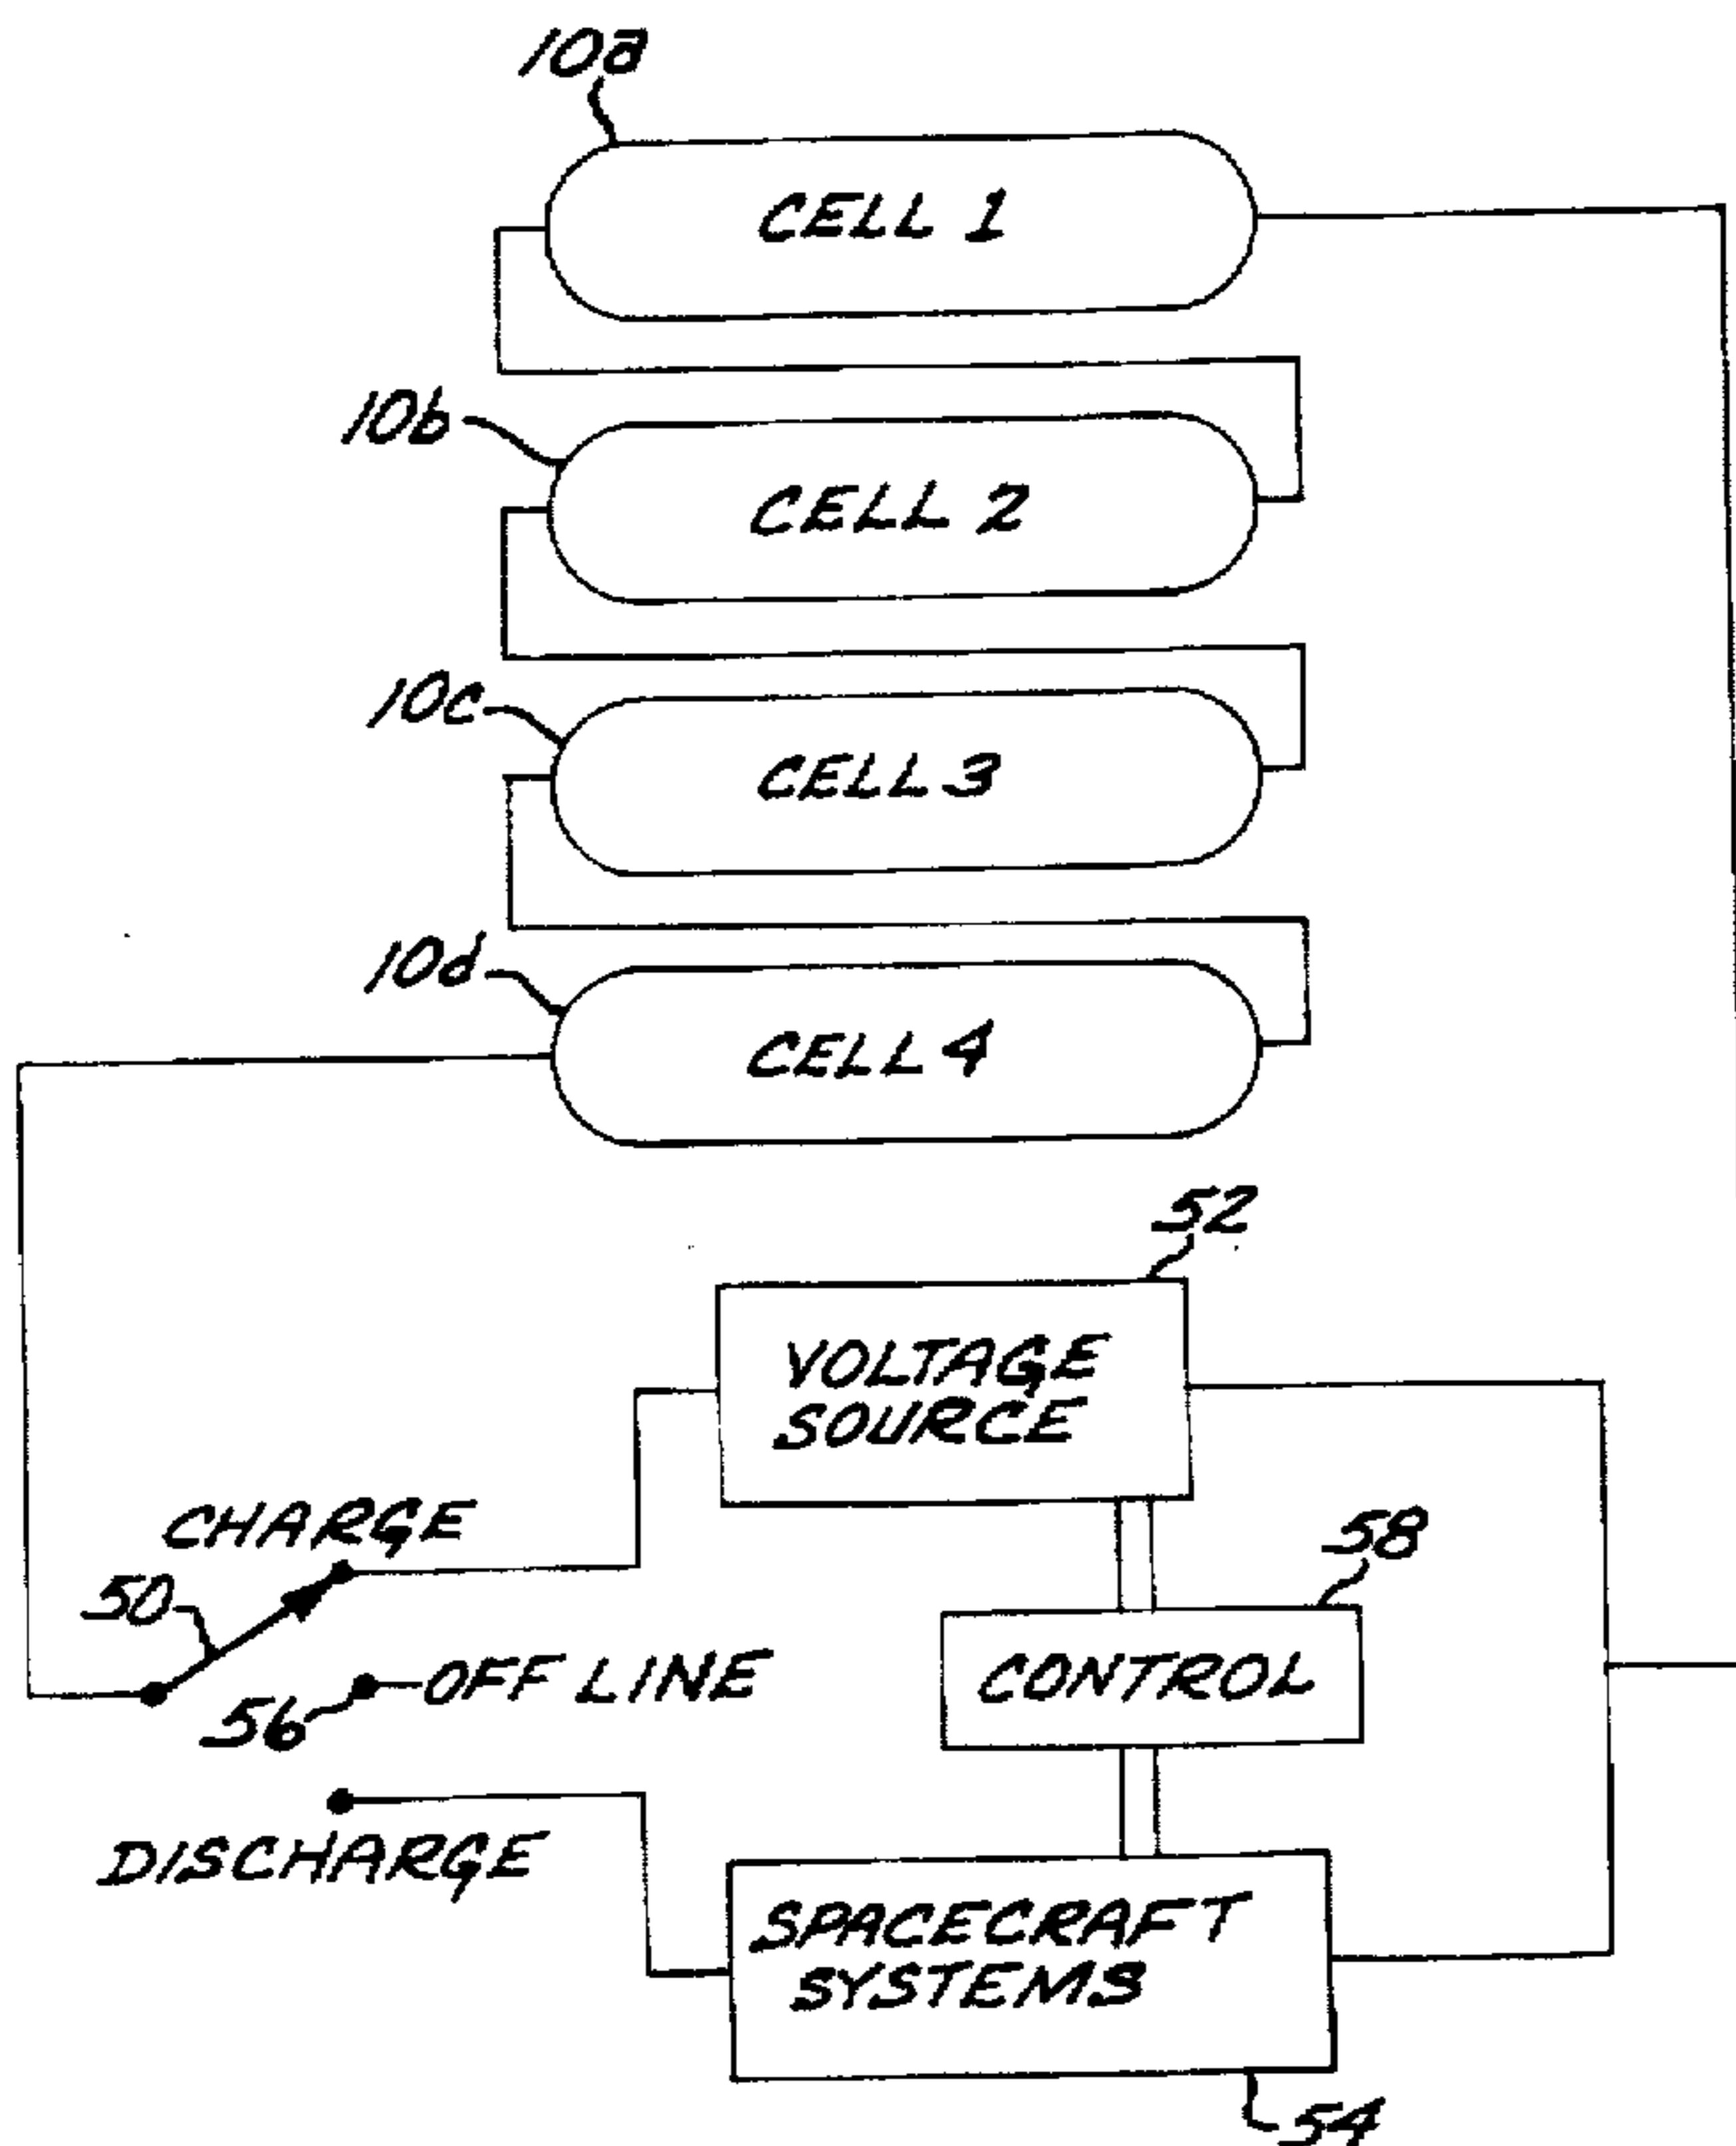 10a
CELL 1
10b
CELL 2
10c
CELL 3
10d
CELL 4
52
VOLTAGE
SOURCE
CHARGE
58
50
CONTROL
OFF LINE
56
DISCHARGE
SPACECRAFT
SYSTEMS
54